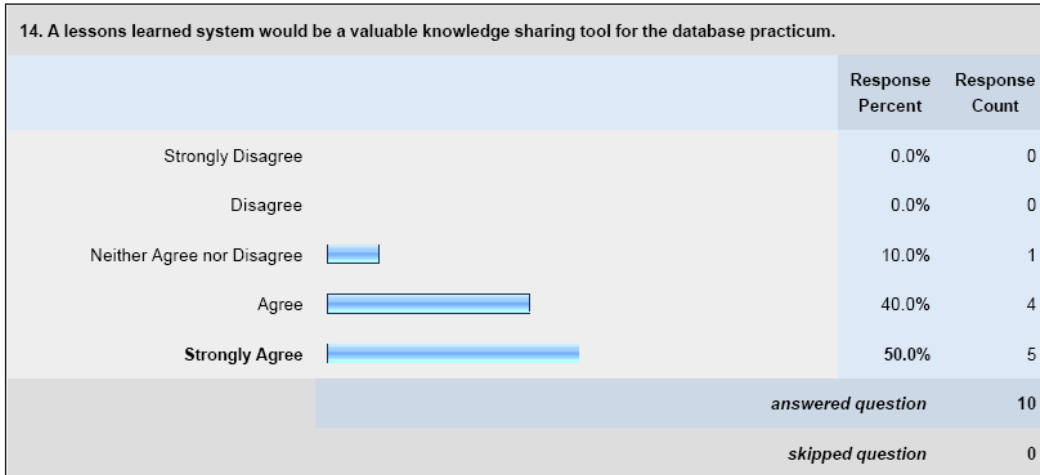 14. A lessons learned system would be a valuable knowledge sharing tool for the database practicum.
Response Percent Response Count
Strongly Disagree 0.0% 0
Disagree 0.0% 0
Neither Agree nor Disagree 10.0% 1
Agree 40.0% 4
Strongly Agree 50.0% 5
answered question 10
skipped question 0